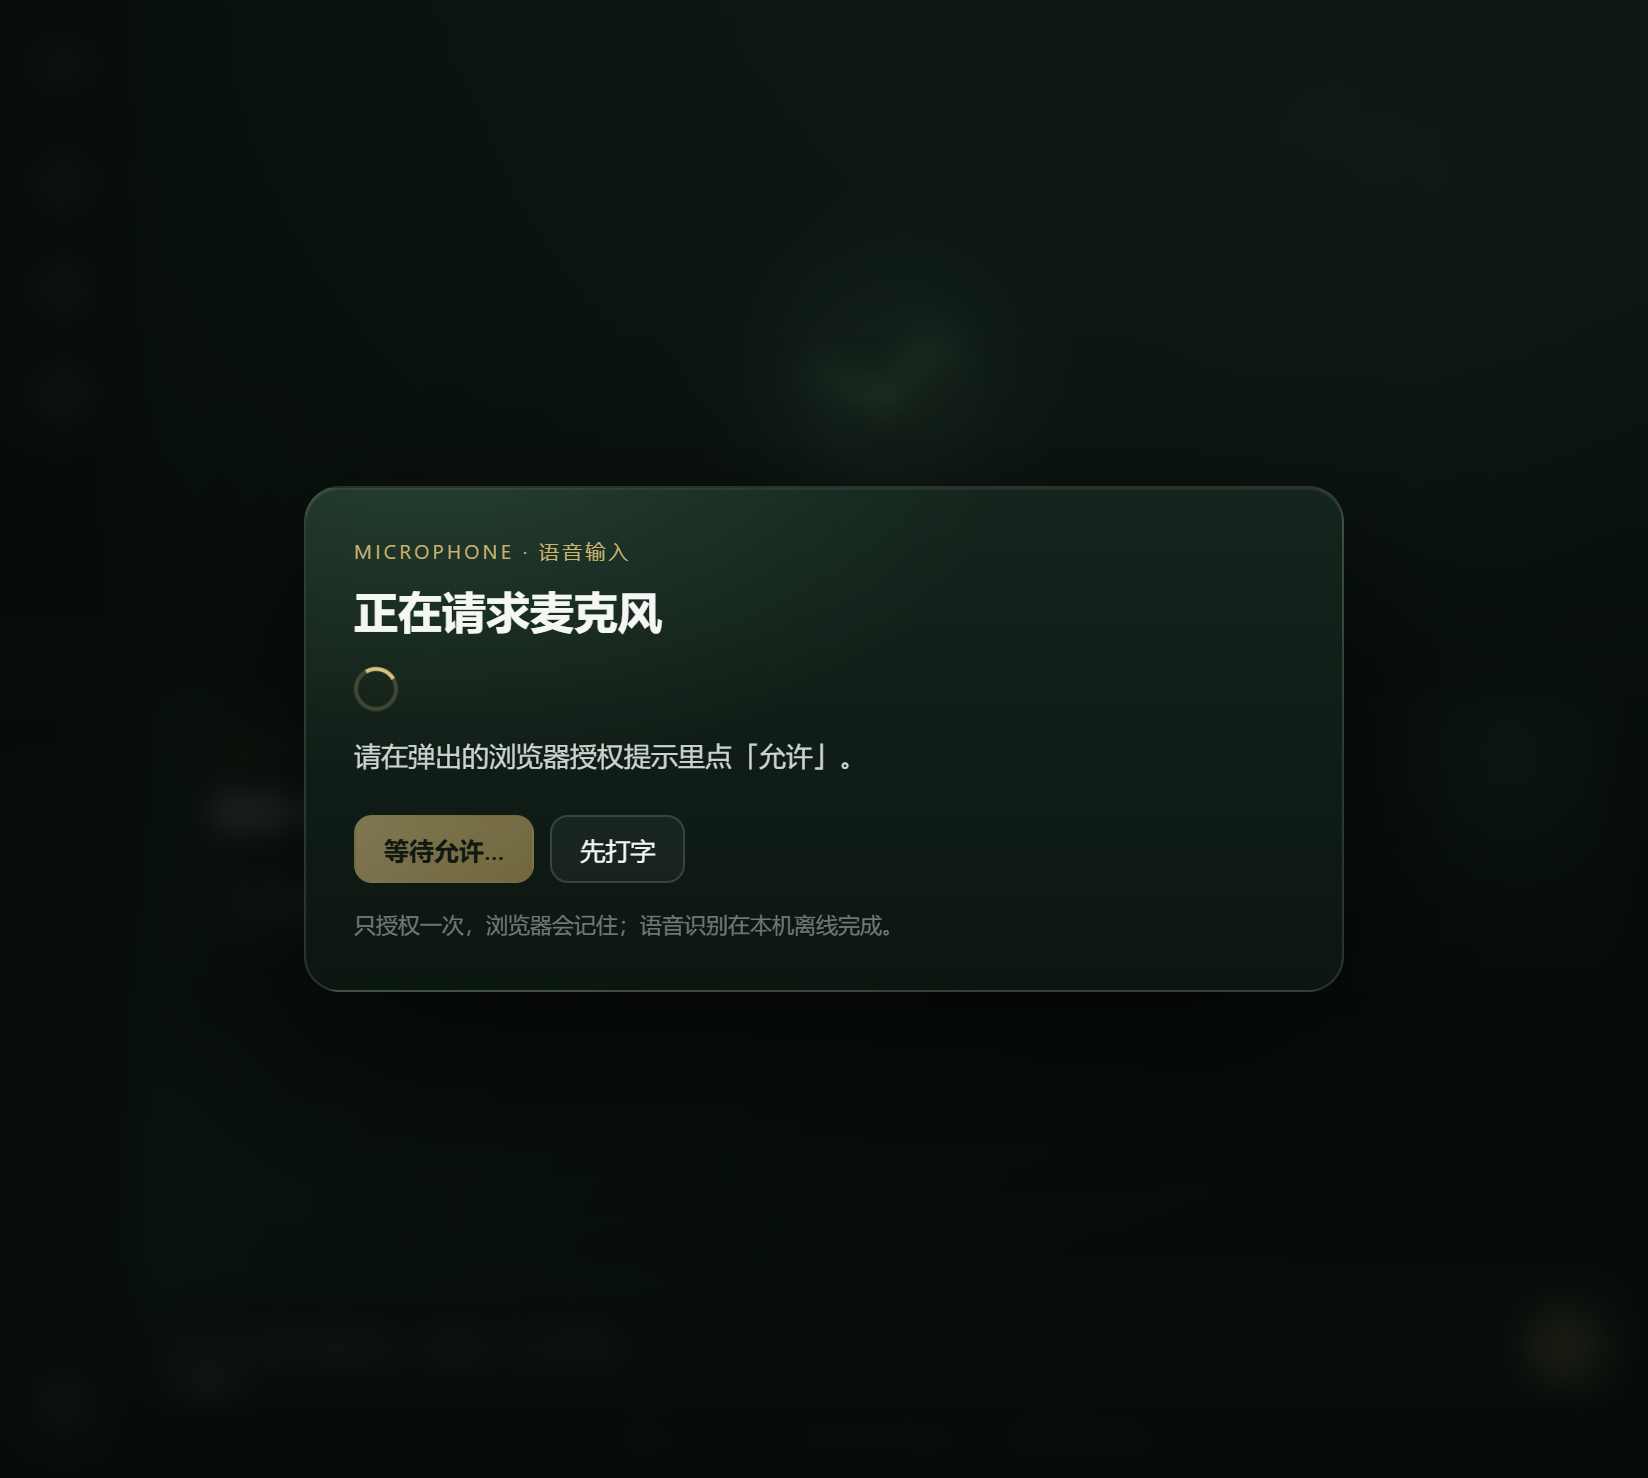 MICROPHONE · 语音输入
正在请求麦克风
请在弹出的浏览器授权提示里点「允许」。
等待允许...
先打字
只授权一次，浏览器会记住；语音识别在本机离线完成。